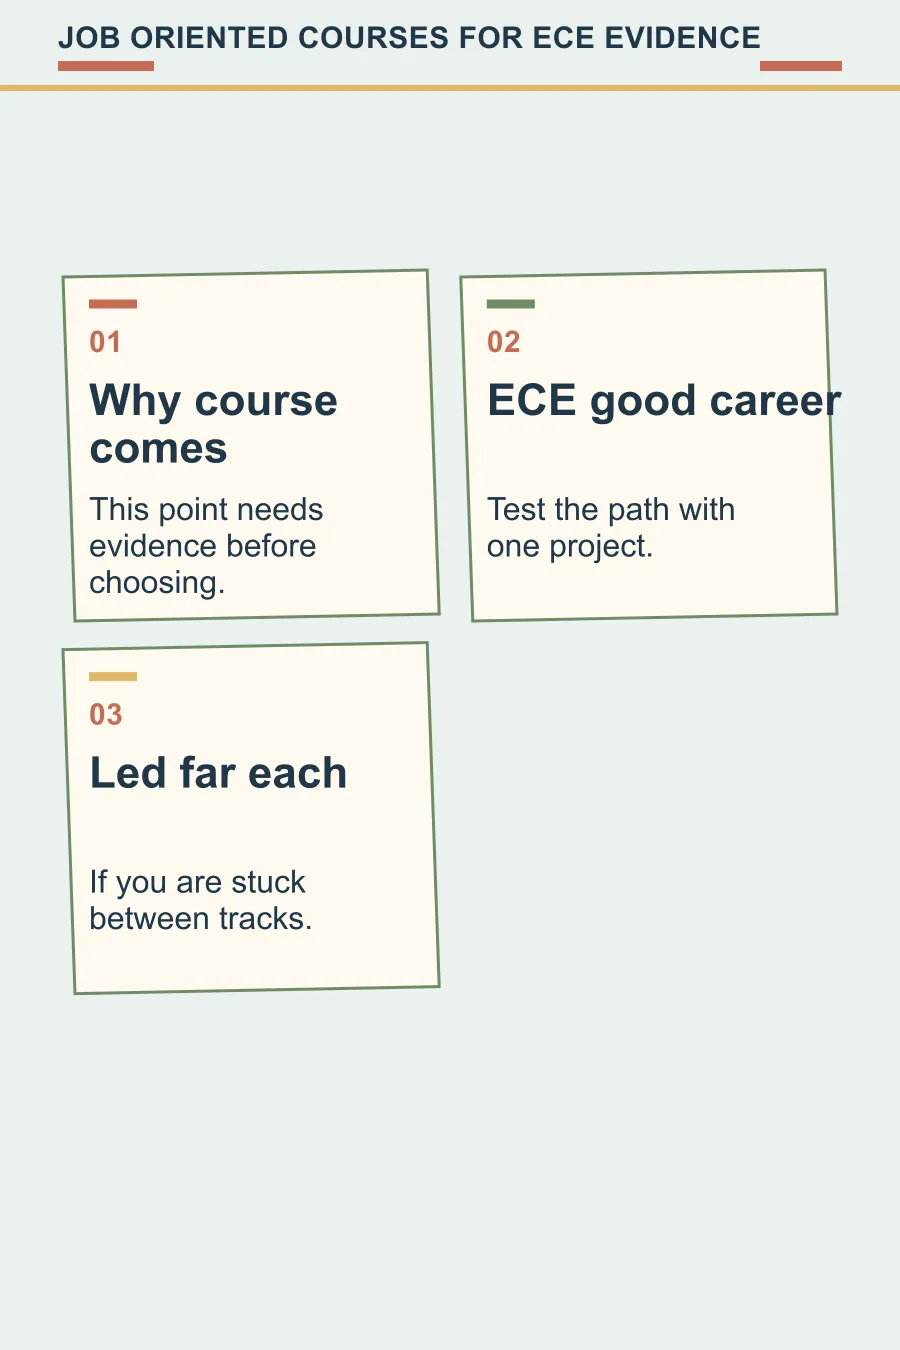 JOB ORIENTED COURSES FOR ECE EVIDENCE
01
Why course
comes
This point needs
evidence before
choosing.
02
ECE good career
Test the path with
one project.
03
Led far each
If you are stuck
between tracks.